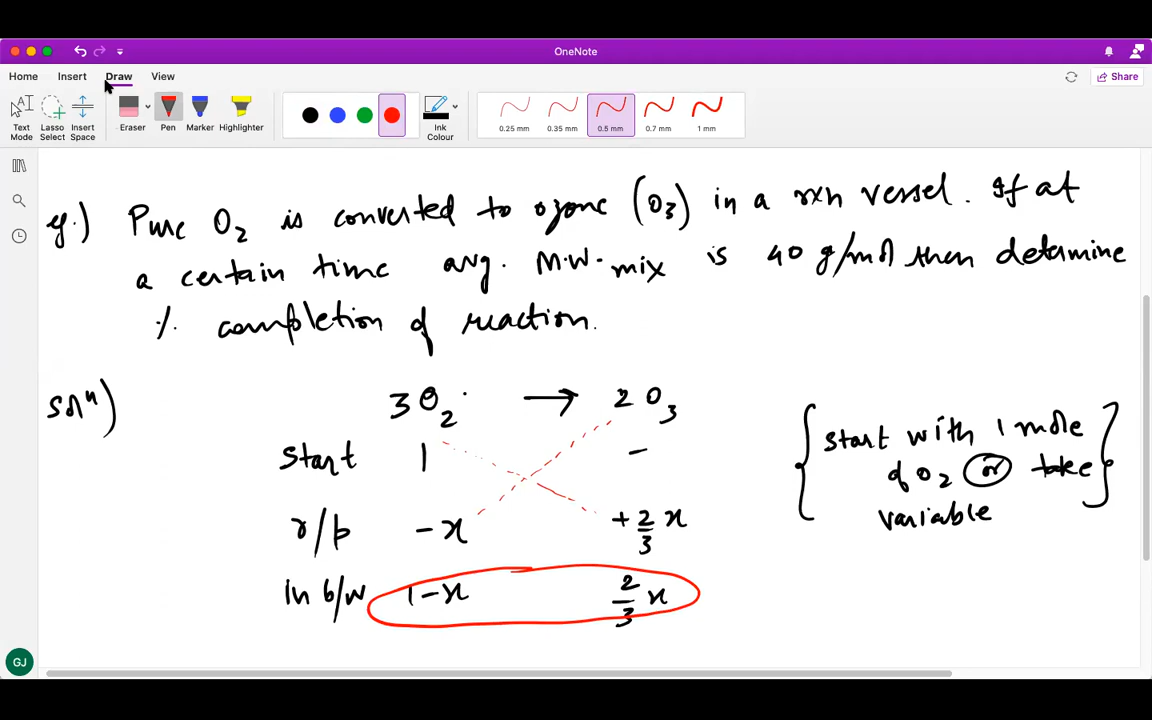 OneNote
Home Insert Draw View
Share
Text Mode
Lasso Select
Insert Space
Eraser
Pen
Marker
Highlighter
Ink Colour
0.25 mm
0.35 mm
0.5 mm
0.7 mm
1 mm
eg.) Pure O2 is converted to ozone (O3) in a rxn vessel. If at
a certain time avg. M.W.mix is 40 g/mol then determine
% completion of reaction.
Solⁿ) 3O2 → 2O3
start 1 -
r/p -x +2/3 x
in b/w 1-x 2/3 x
{start with 1 mole
of O2 or take
variable}
GJ